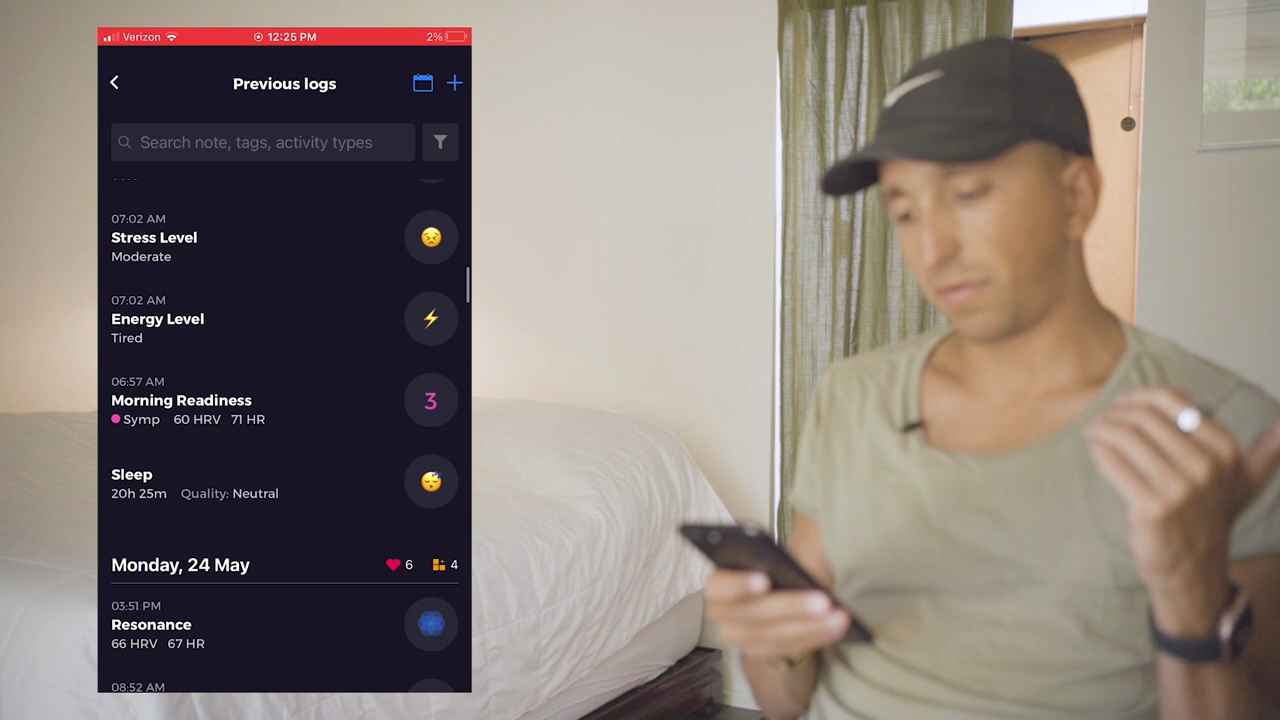 Verizon 12:25 PM 2%
Previous logs
Search note, tags, activity types
07:02 AM
Stress Level
Moderate
07:02 AM
Energy Level
Tired
06:57 AM
Morning Readiness 3
Symp 60 HRV 71 HR
Sleep
20h 25m Quality: Neutral
Monday, 24 May 6 4
03:51 PM
Resonance
66 HRV 67 HR
08:52 AM